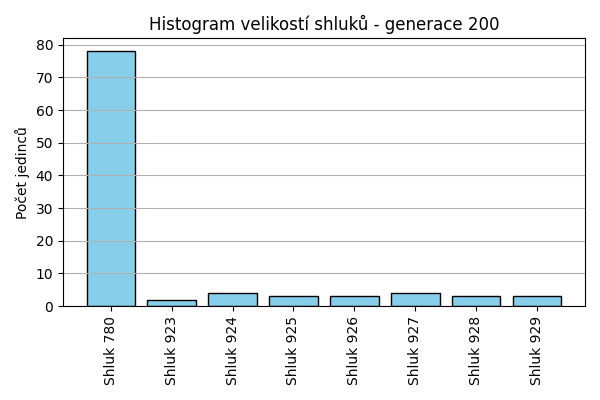 Histogram velikostí shluků - generace 200
Počet jedinců
80
70
60
50
40
30
20
10
0
Shluk 780
Shluk 923
Shluk 924
Shluk 925
Shluk 926
Shluk 927
Shluk 928
Shluk 929